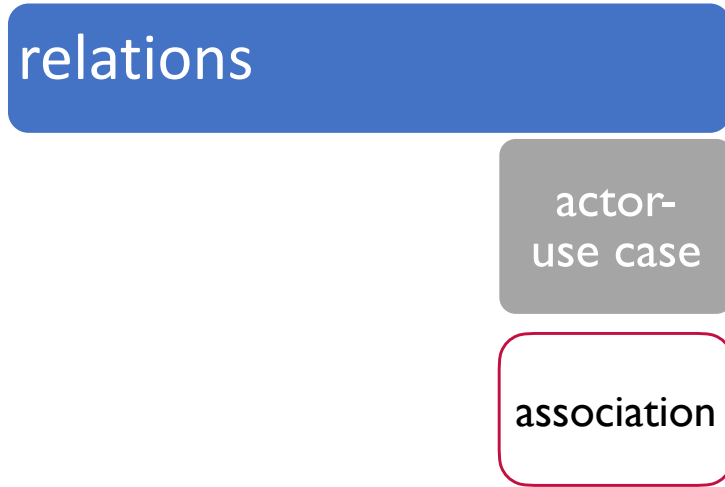 relations
actor-
use case
association